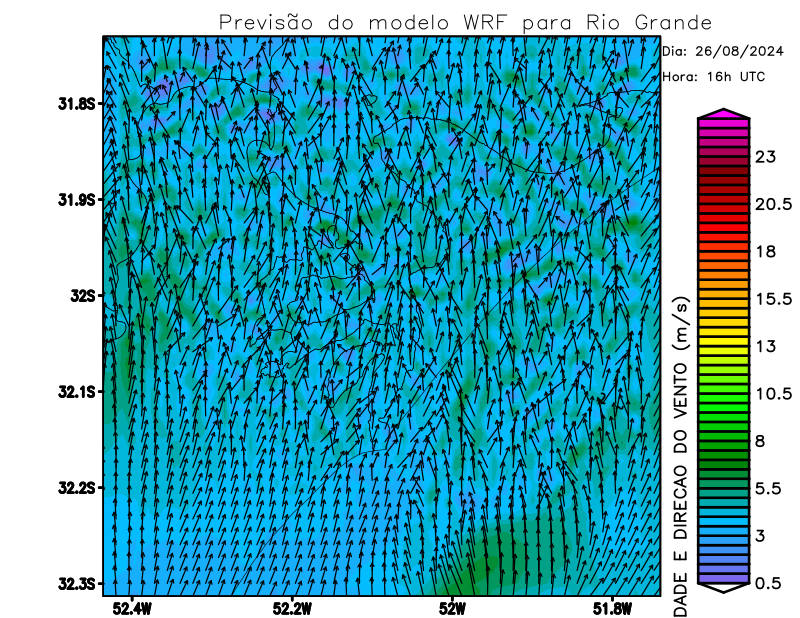 Previsão do modelo WRF para Rio Grande
Dia: 26/08/2024
Hora: 16h UTC
31.8S
31.9S
32S
32.1S
32.2S
32.3S
52.4W
52.2W
52W
51.8W
23
20.5
18
15.5
13
10.5
8
5.5
3
0.5
DADE E DIRECAO DO VENTO (m/s)